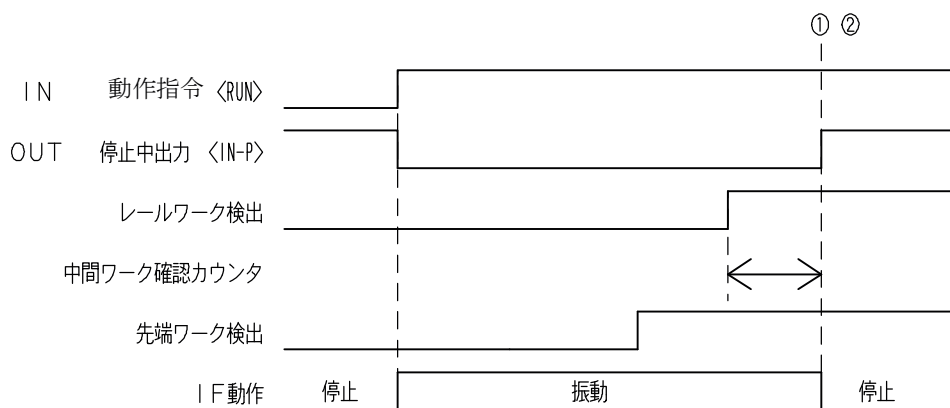 ① ②
IN 動作指令 〈RUN〉
OUT 停止中出力 〈IN-P〉
レールワーク検出
中間ワーク確認カウンタ
先端ワーク検出
IF動作 停止 振動 停止